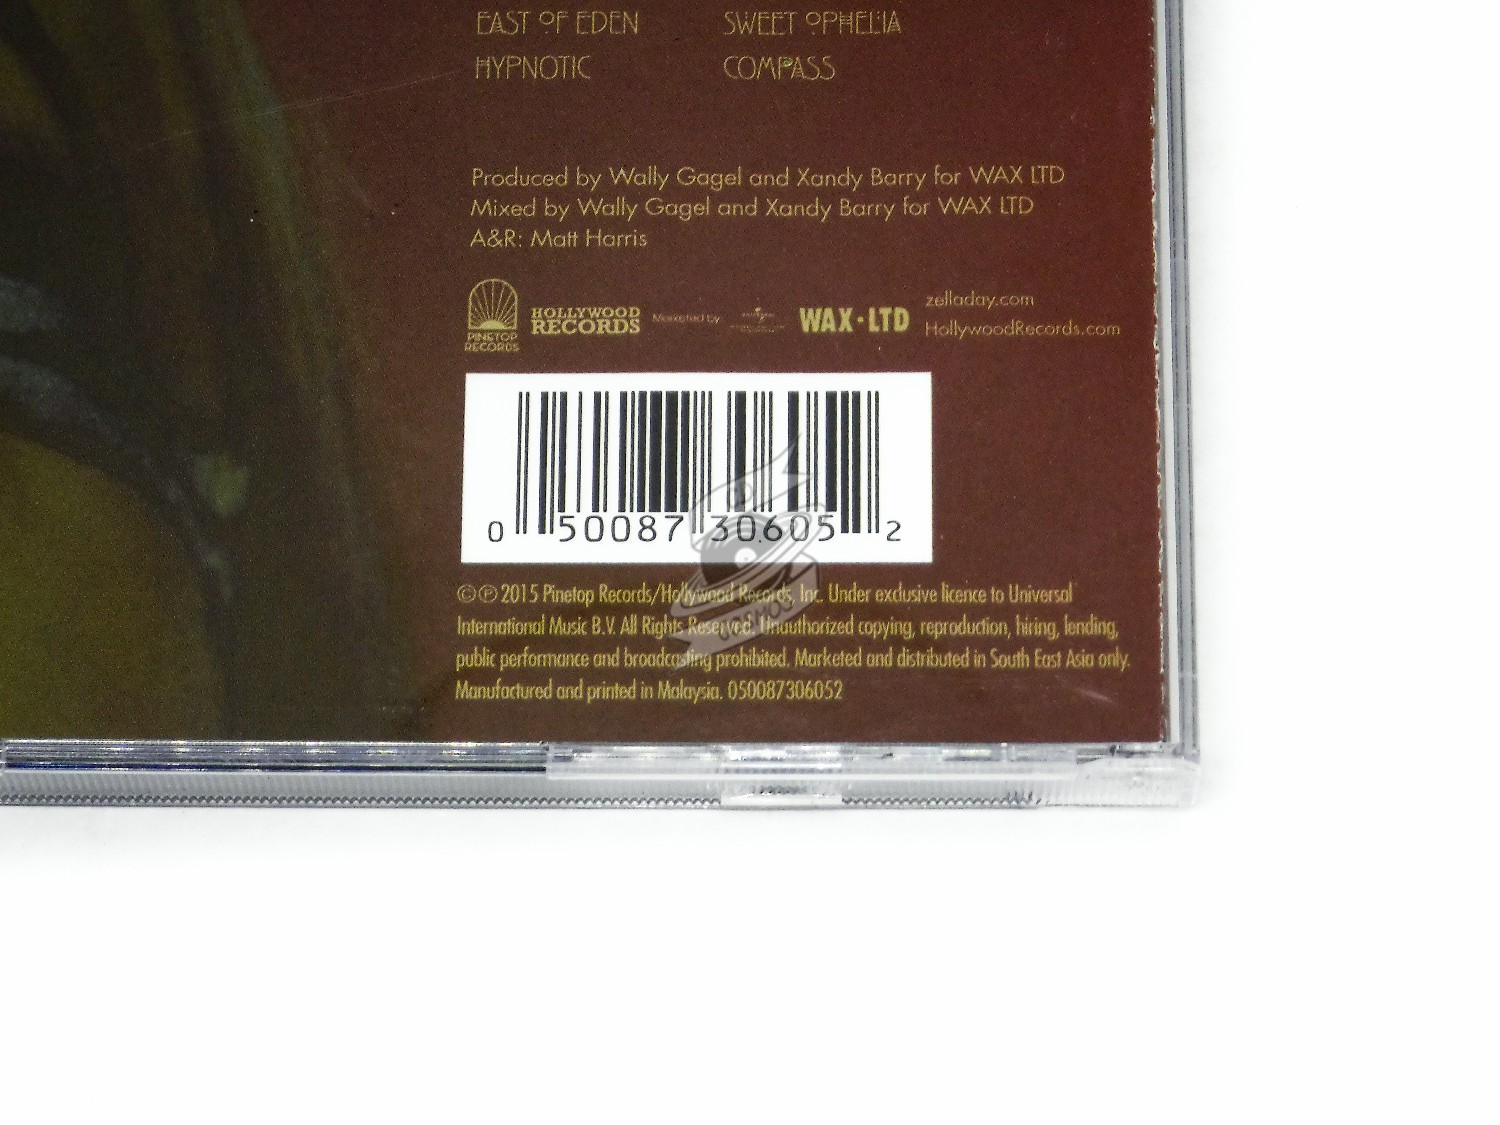 EAST OF EDEN SWEET OPHELIA
HYPNOTIC COMPASS
Produced by Wally Gagel and Xandy Barry for WAX LTD
Mixed by Wally Gagel and Xandy Barry for WAX LTD
A&R: Matt Harris
PINETOP
RECORDS
HOLLYWOOD
RECORDS
Marketed by
WAX·LTD
zelladay.com
HollywoodRecords.com
0 50087 30605 2
©℗ 2015 Pinetop Records/Hollywood Records, Inc. Under exclusive licence to Universal
International Music B.V. All Rights Reserved. Unauthorized copying, reproduction, hiring, lending,
public performance and broadcasting prohibited. Marketed and distributed in South East Asia only.
Manufactured and printed in Malaysia. 050087306052